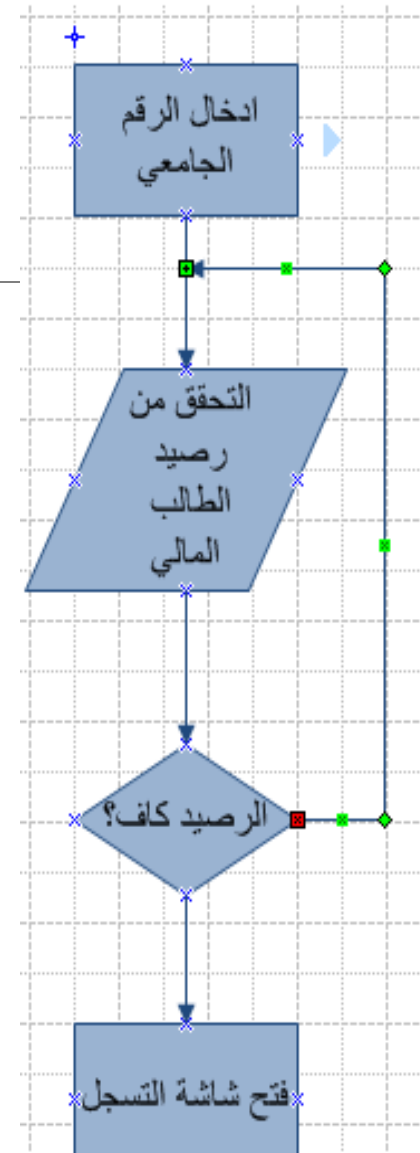 ادخال الرقم
الجامعي
التحقق من
رصيد
الطالب
المالي
الرصيد كاف؟
فتح شاشة التسجل